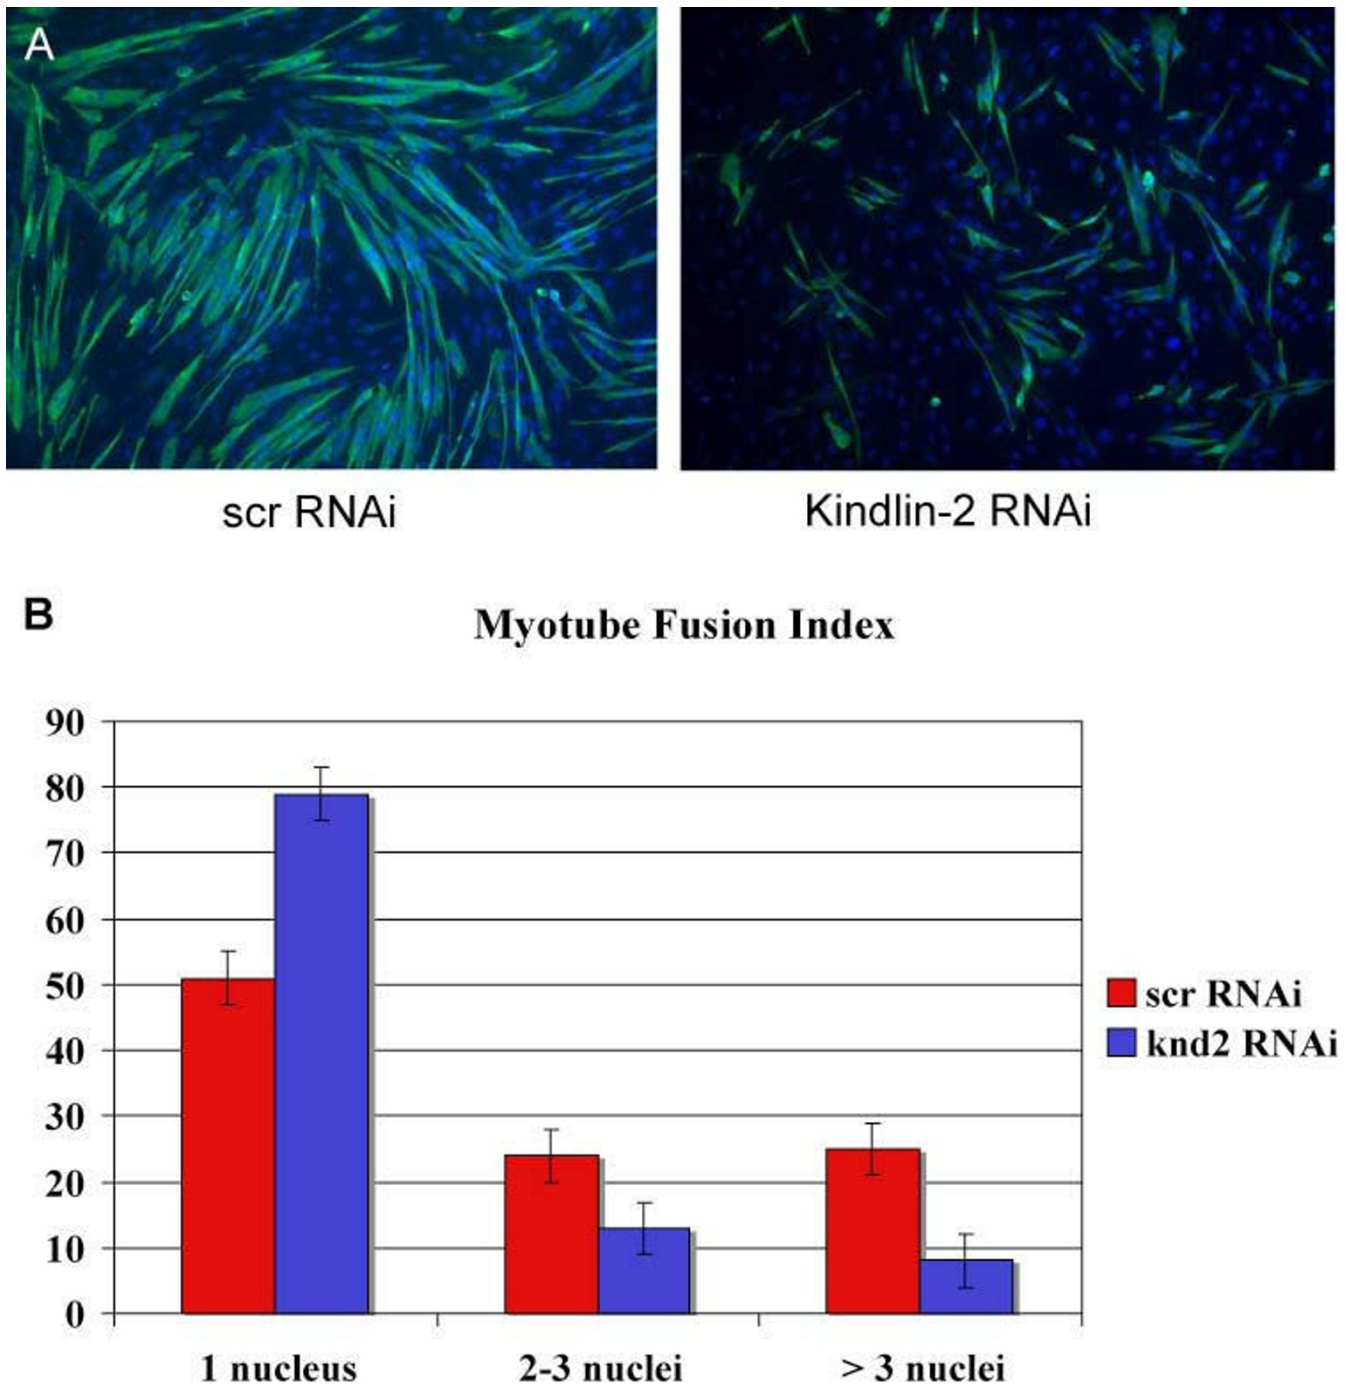 A
scr RNAi
Kindlin-2 RNAi
B
Myotube Fusion Index
90
80
70
60
50
40
30
20
10
0
scr RNAi
knd2 RNAi
1 nucleus
2-3 nuclei
> 3 nuclei